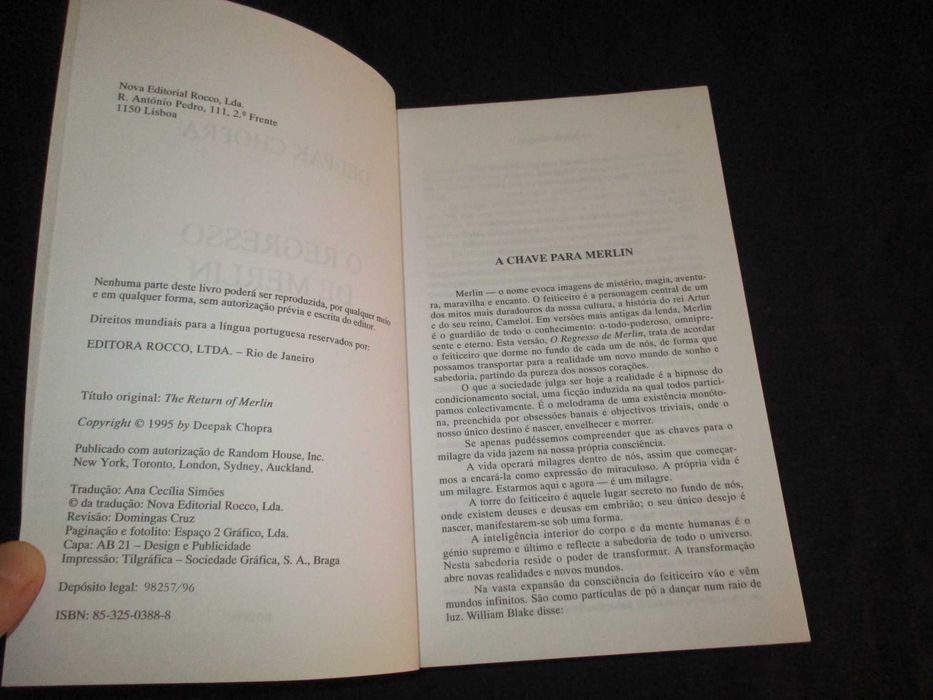 Nova Editorial Rocco, Lda.
R. António Pedro, 111, 2.º Frente
1150 Lisboa
DEEPAK CHOPRA
O REGRESSO
DE MERLIN
Nenhuma parte deste livro poderá ser reproduzida, por qualquer meio
e em qualquer forma, sem autorização prévia e escrita do editor.
Direitos mundiais para a língua portuguesa reservados por:
EDITORA ROCCO, LTDA. – Rio de Janeiro
Título original: The Return of Merlin
Copyright © 1995 by Deepak Chopra
Publicado com autorização de Random House, Inc.
New York, Toronto, London, Sydney, Auckland.
Tradução: Ana Cecília Simões
© da tradução: Nova Editorial Rocco, Lda.
Revisão: Domingas Cruz
Paginação e fotolito: Espaço 2 Gráfico, Lda.
Capa: AB 21 – Design e Publicidade
Impressão: Tilgráfica – Sociedade Gráfica, S. A., Braga
Depósito legal: 98257/96
ISBN: 85-325-0388-8
A CHAVE PARA MERLIN
Merlin — o nome evoca imagens de mistério, magia, aventu-
ra, maravilha e encanto. O feiticeiro é a personagem central de um
dos mitos mais duradouros da nossa cultura, a história do rei Artur
e do seu reino, Camelot. Em versões mais antigas da lenda, Merlin
é o guardião de todo o conhecimento: o-todo-poderoso, omnipre-
sente e eterno. Esta versão, O Regresso de Merlin, trata de acordar
o feiticeiro que dorme no fundo de cada um de nós, de forma que
possamos transportar para a realidade um novo mundo de sonho e
sabedoria, partindo da pureza dos nossos corações.
O que a sociedade julga ser hoje a realidade é a hipnose do
condicionamento social, uma ficção induzida na qual todos partici-
pamos colectivamente. É o melodrama de uma existência monóto-
na, preenchida por obsessões banais e objectivos triviais, onde o
nosso único destino é nascer, envelhecer e morrer.
Se apenas pudéssemos compreender que as chaves para o
milagre da vida jazem na nossa própria consciência.
A vida operará milagres dentro de nós, assim que começar-
mos a encará-la como expressão do miraculoso. A própria vida é
um milagre. Estarmos aqui e agora — é um milagre.
A torre do feiticeiro é aquele lugar secreto no fundo de nós,
onde existem deuses e deusas em embrião; o seu único desejo é
nascer, manifestarem-se sob uma forma.
A inteligência interior do corpo e da mente humanas é o
génio supremo e último e reflecte a sabedoria de todo o universo.
Nesta sabedoria reside o poder de transformar. A transformação
abre novas realidades e novos mundos.
Na vasta expansão da consciência do feiticeiro vão e vêm
mundos infinitos. São como partículas de pó a dançar num raio de
luz. William Blake disse: